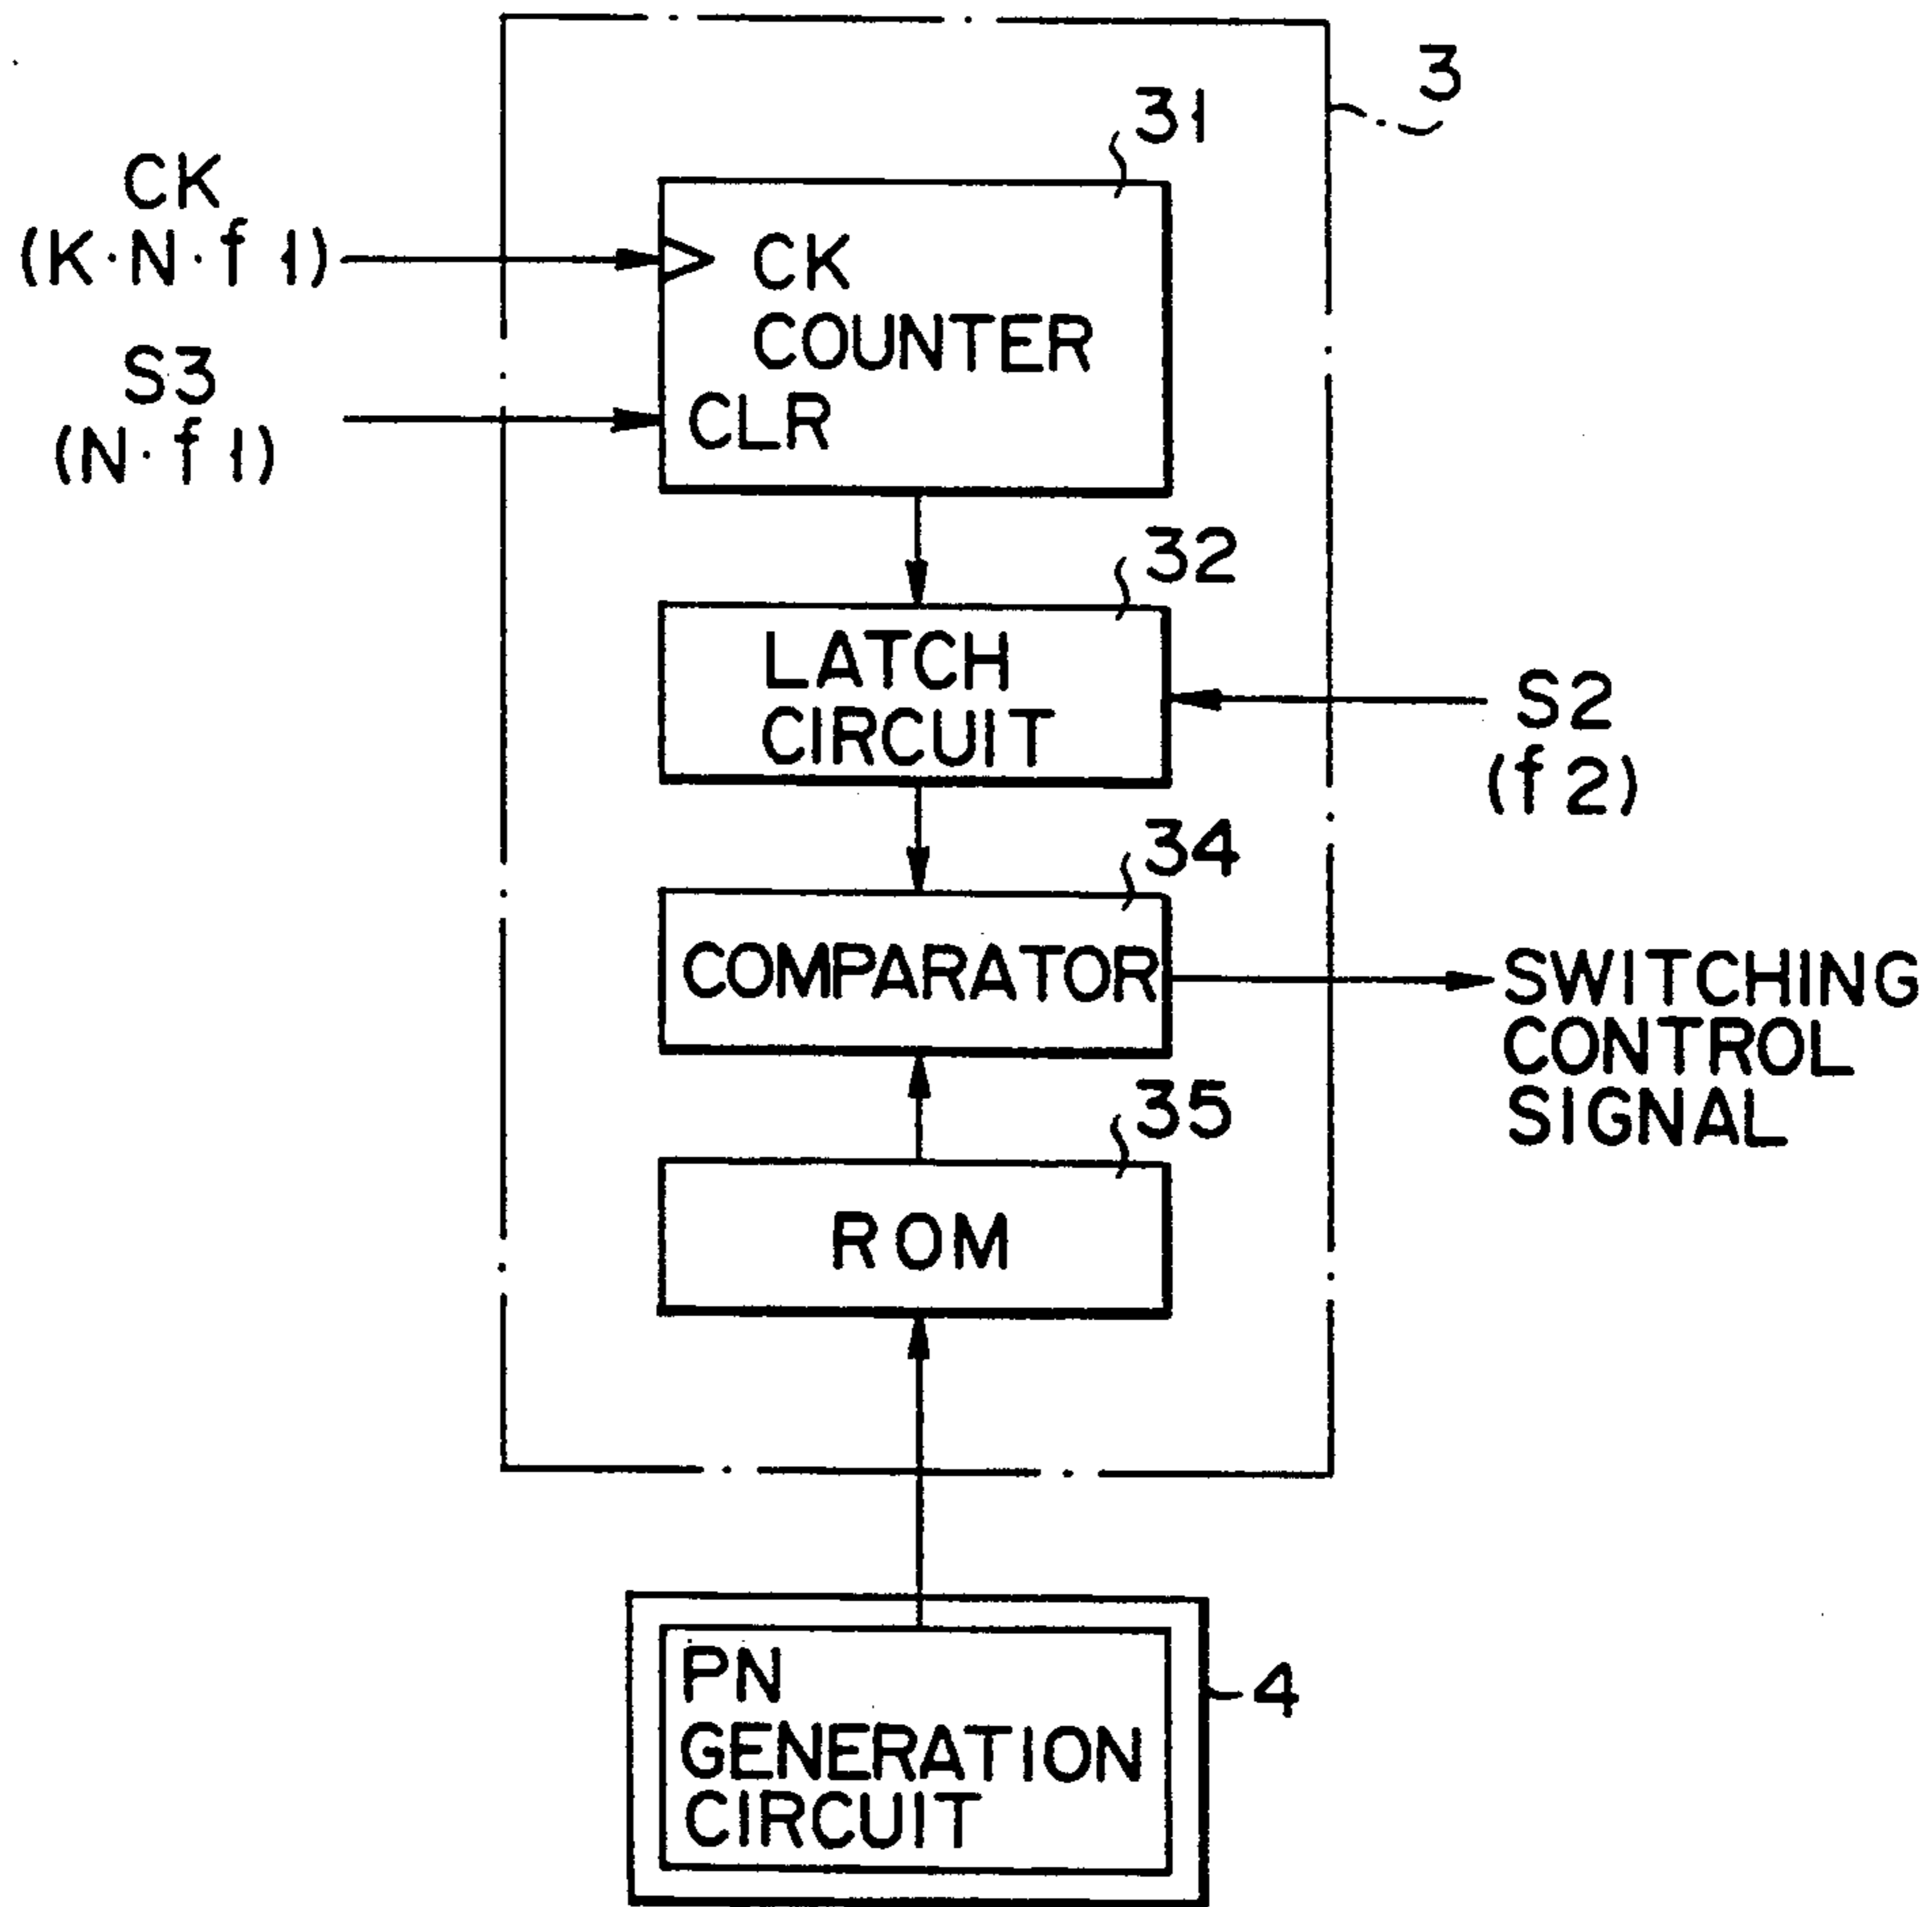 3
31
CK
(K·N·f1)
CK
COUNTER
S3
(N·f1)
CLR
32
LATCH
CIRCUIT
S2
(f2)
34
COMPARATOR
SWITCHING
CONTROL
SIGNAL
35
ROM
PN
GENERATION
CIRCUIT
4